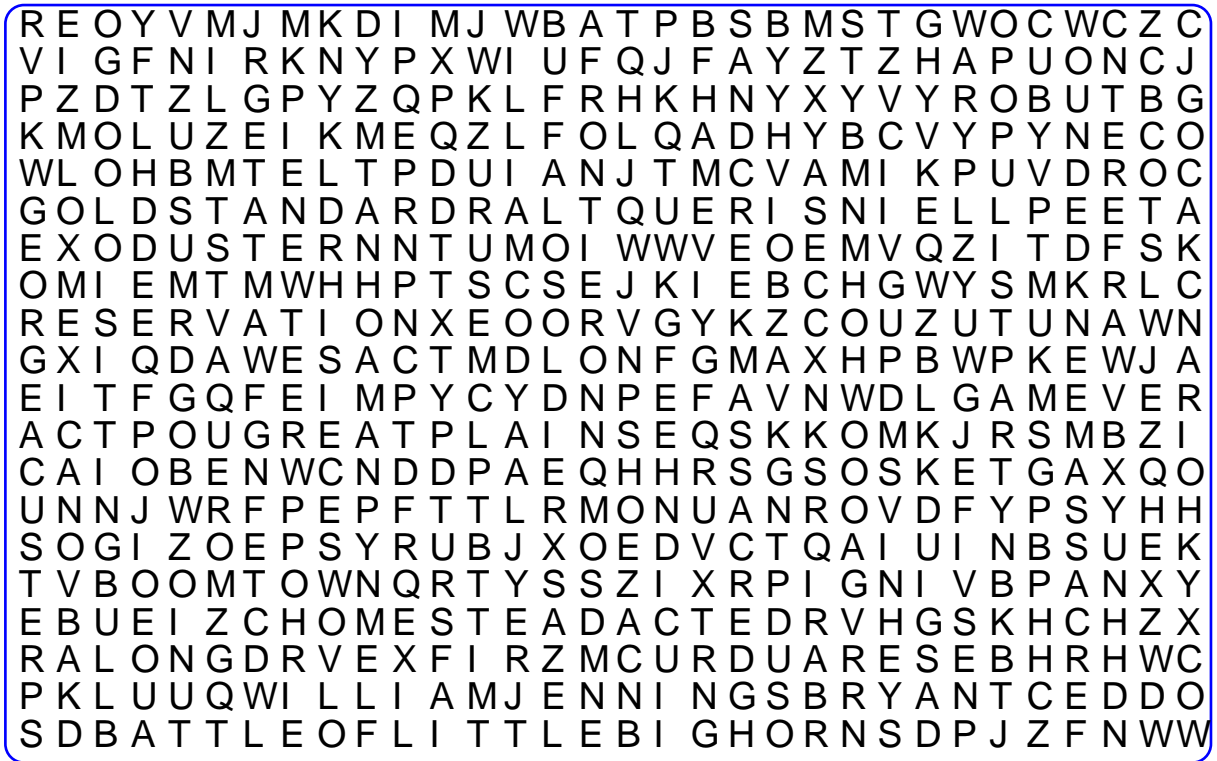 R E O Y V M J M K D I M J W B A T P B S B M S T G W O C W C Z C
V I G F N I R K N Y P X W I U F Q J F A Y Z T Z H A P U O N C J
P Z D T Z L G P Y Z Q P K L F R H K H N Y X Y V Y R O B U T B G
K M O L U Z E I K M E Q Z L F O L Q A D H Y B C V Y P Y N E C O
W L O H B M T E L T P D U I A N J T M C V A M I K P U V D R O C
G O L D S T A N D A R D R A L T Q U E R I S N I E L L P E E T A
E X O D U S T E R N N T U M O I W W V E O E M V Q Z I T D F S K
O M I E M T M W H H P T S C S E J K I E B C H G W Y S M K R L C
R E S E R V A T I O N X E O O R V G Y K Z C O U Z U T U N A W N
G X I Q D A W E S A C T M D L O N F G M A X H P B W P K E W J A
E I T F G Q F E I M P Y C Y D N P E F A V N W D L G A M E V E R
A C T P O U G R E A T P L A I N S E Q S K K O M K J R S M B Z I
C A I O B E N W C N D D P A E Q H H R S G S O S K E T G A X Q O
U N N J W R F P E P F T T L R M O N U A N R O V D F Y P S Y H H
S O G I Z O E P S Y R U B J X O E D V C T Q A I U I N B S U E K
T V B O O M T O W N Q R T Y S S Z I X R P I G N I V B P A N X Y
E B U E I Z C H O M E S T E A D A C T E D R V H G S K H C H Z X
R A L O N G D R V E X F I R Z M C U R D U A R E S E B H R H W C
P K L U U Q W I L L I A M J E N N I N G S B R Y A N T C E D D O
S D B A T T L E O F L I T T L E B I G H O R N S D P J Z F N W W